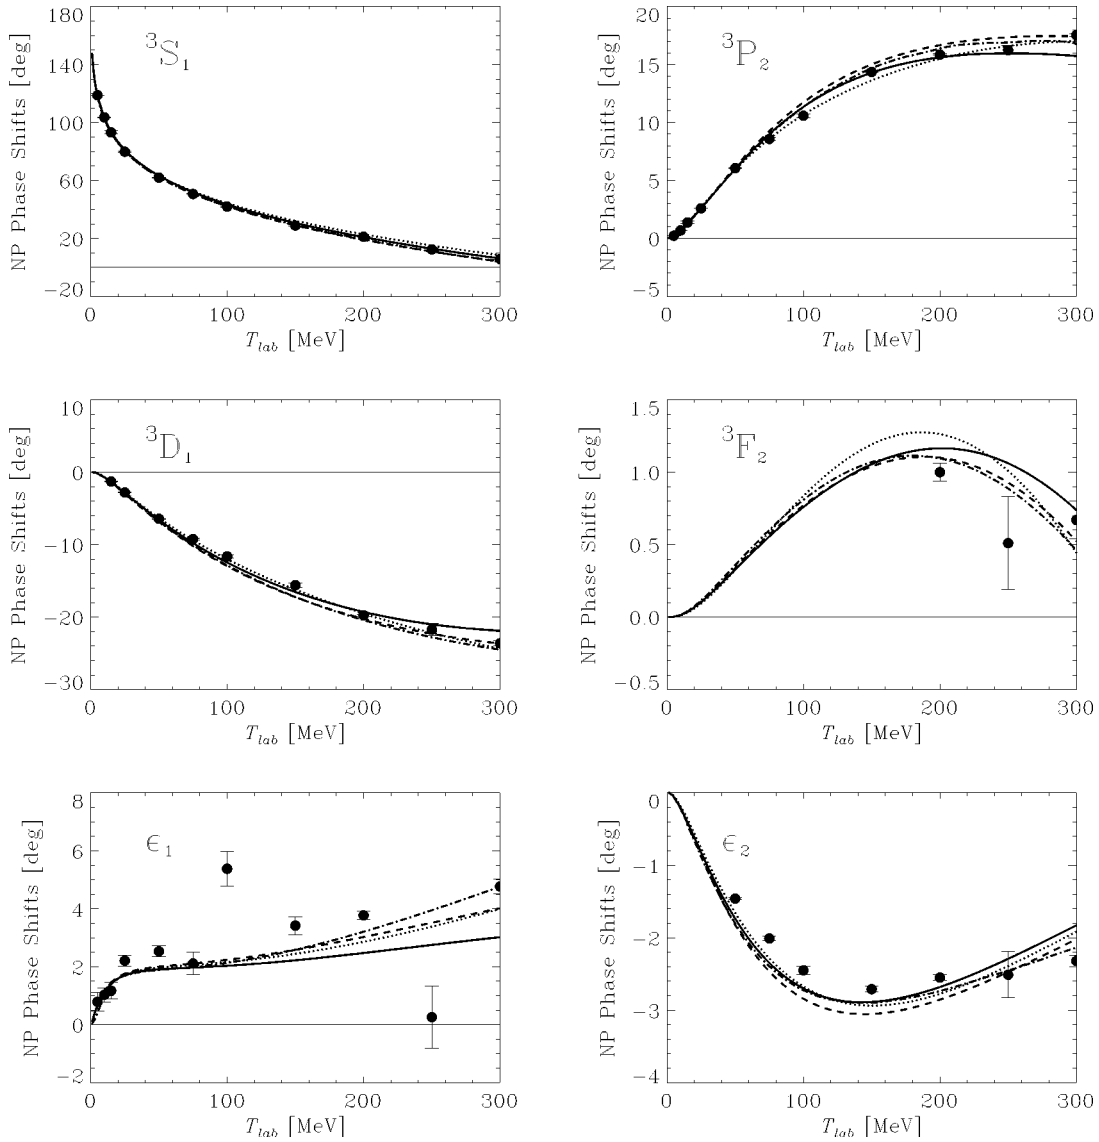 NP Phase Shifts [deg]
180
140
100
60
20
−20
³S₁
0 100 200 300
T_lab [MeV]
NP Phase Shifts [deg]
20
15
10
5
0
−5
³P₂
0 100 200 300
T_lab [MeV]
NP Phase Shifts [deg]
10
0
−10
−20
−30
³D₁
0 100 200 300
T_lab [MeV]
NP Phase Shifts [deg]
1.5
1.0
0.5
0.0
−0.5
³F₂
0 100 200 300
T_lab [MeV]
NP Phase Shifts [deg]
8
6
4
2
0
−2
ϵ₁
0 100 200 300
T_lab [MeV]
NP Phase Shifts [deg]
0
−1
−2
−3
−4
ϵ₂
0 100 200 300
T_lab [MeV]